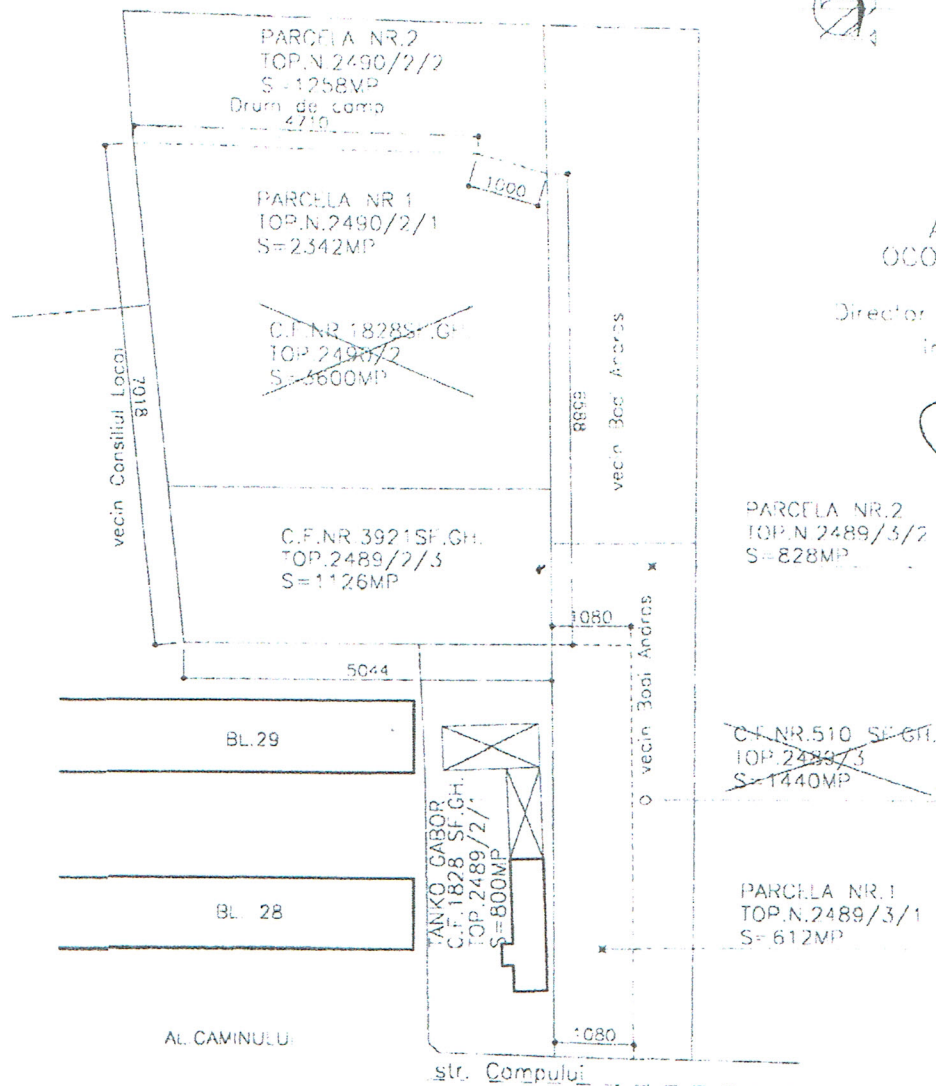 PARCELA NR.2
TOP.N.2490/2/2
S=1258MP
Drum de camp
4710
1000
PARCELA NR 1
TOP.N.2490/2/1
S=2342MP
C.F.NR.1828SF.GH.
TOP.2490/2
S=3600MP
vecin Consiliul Local
7018
6588
vecin Bodi Andras
OCO
Director
C.F.NR.3921SF.GH.
TOP.2489/2/3
S=1126MP
PARCELA NR.2
TOP.N.2489/3/2
S=828MP
1080
vecin Bodi Andras
5044
BL.29
C.F.NR.510 SF.GH.
TOP.2489/3
S=1440MP
TANKO GABOR
C.F.1828 SF.GH.
TOP.2489/2/
S=800MP
BL. 28
PARCELA NR.1
TOP.N.2489/3/1
S=612MP
AL.CAMINULUI
1080
str. Campului